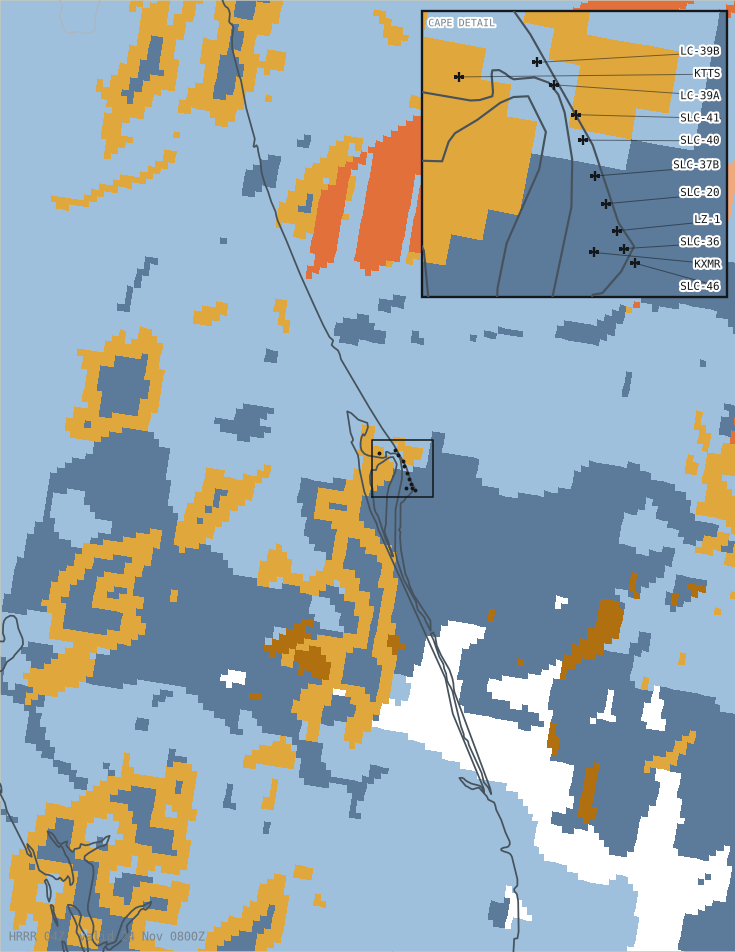 CAPE DETAIL
LC-39B
KTTS
LC-39A
SLC-41
SLC-40
SLC-37B
SLC-20
LZ-1
SLC-36
KXMR
SLC-46
HRRR Nov 0800Z